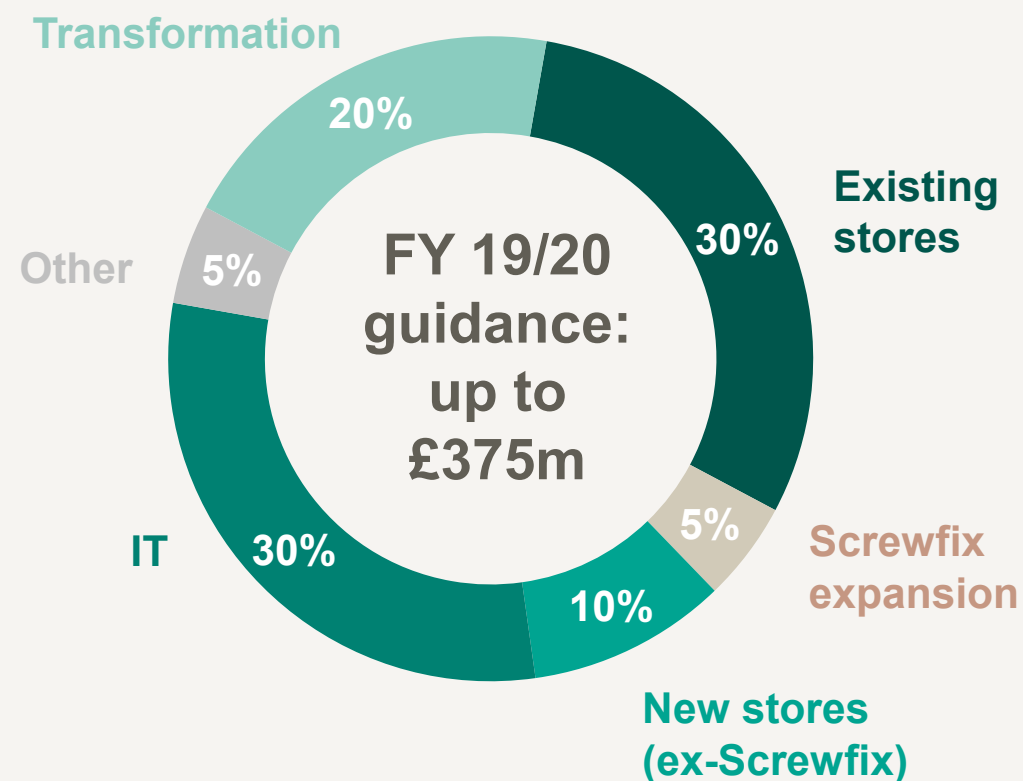 Transformation
20%
Existing
stores
30%
FY 19/20
guidance:
up to
£375m
Other
5%
IT
30%
5%
Screwfix
expansion
10%
New stores
(ex-Screwfix)